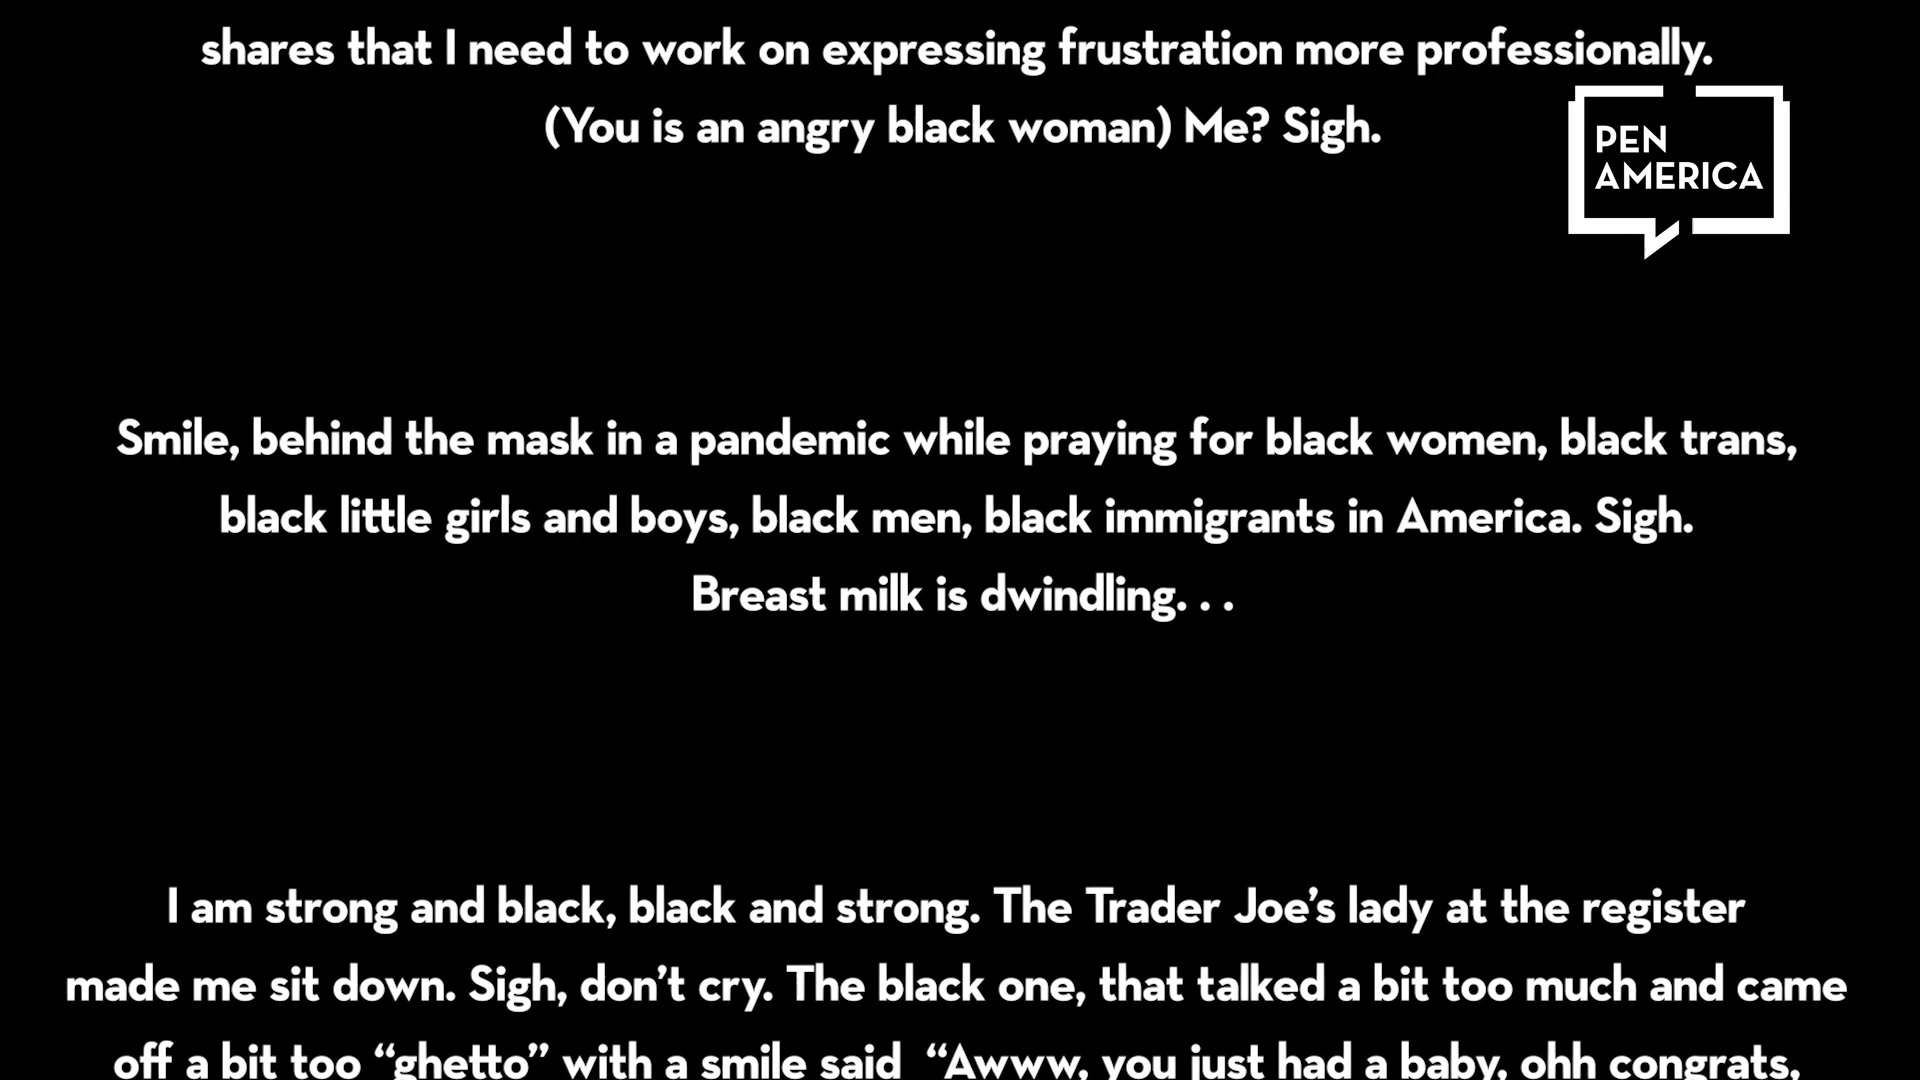 shares that I need to work on expressing frustration more professionally.
(You is an angry black woman) Me? Sigh.
PEN
AMERICA
Smile, behind the mask in a pandemic while praying for black women, black trans,
black little girls and boys, black men, black immigrants in America. Sigh.
Breast milk is dwindling. . .
I am strong and black, black and strong. The Trader Joe’s lady at the register
made me sit down. Sigh, don’t cry. The black one, that talked a bit too much and came
off a bit too “ghetto” with a smile said “Awww, you just had a baby, ohh congrats,